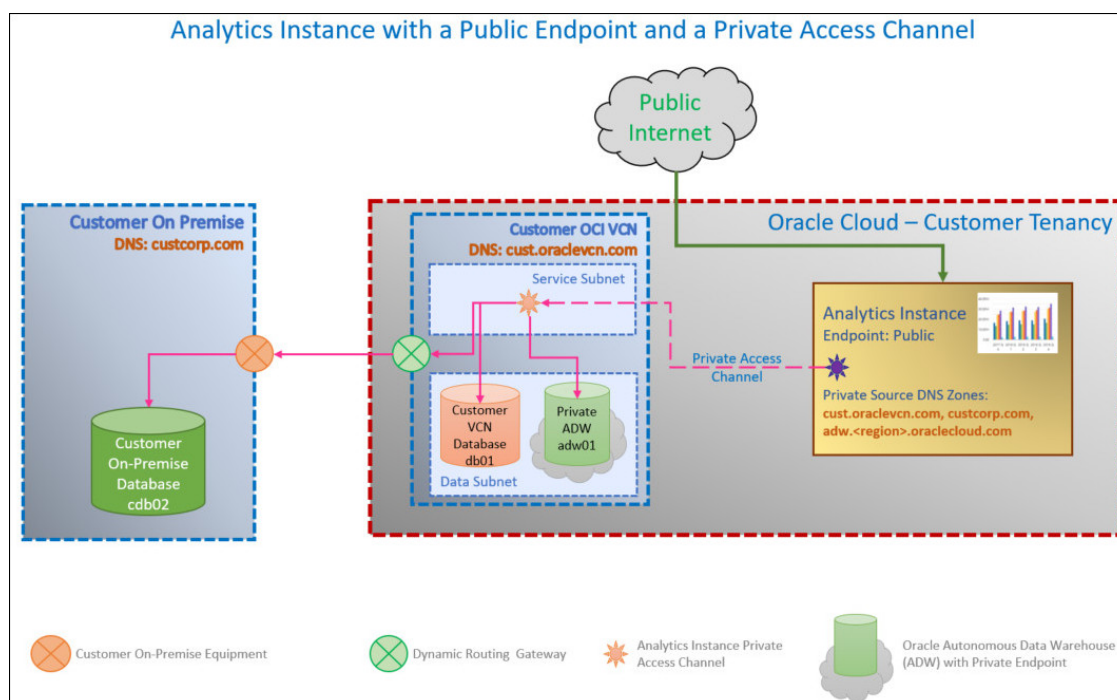 Analytics Instance with a Public Endpoint and a Private Access Channel
Public
Internet
Customer On Premise
DNS: custcorp.com
Customer OCI VCN
DNS: cust.oraclevcn.com
Oracle Cloud – Customer Tenancy
Service Subnet
Analytics Instance
Endpoint: Public
Private Access
Channel
Private Source DNS Zones:
cust.oraclevcn.com, custcorp.com,
adw.<region>.oraclecloud.com
Customer
VCN
Database
db01
Private
ADW
adw01
Data Subnet
Customer
On-Premise
Database
cdb02
Customer On-Premise Equipment
Dynamic Routing Gateway
Analytics Instance Private
Access Channel
Oracle Autonomous Data Warehouse
(ADW) with Private Endpoint